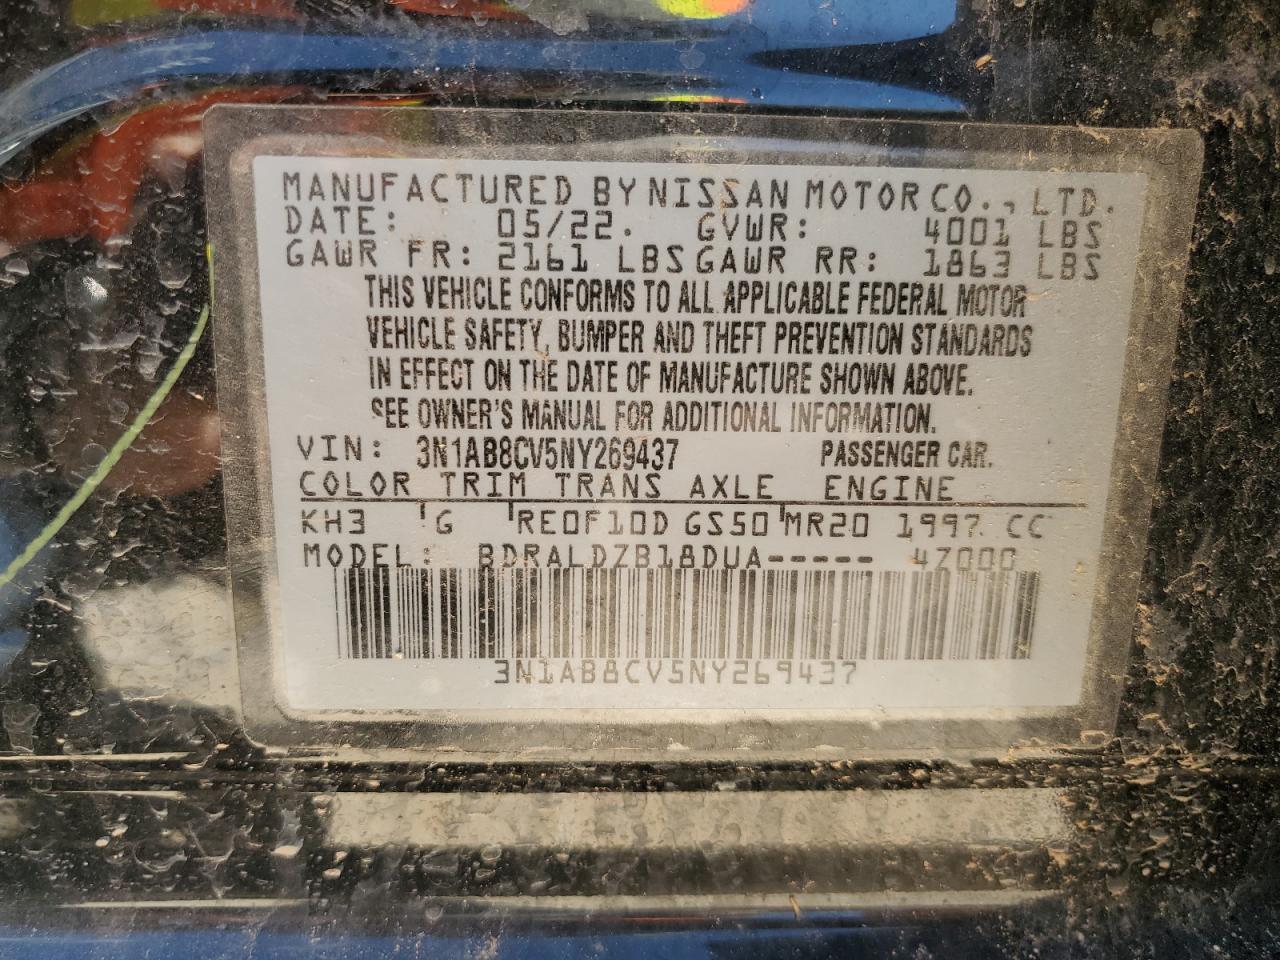 MANUFACTURED BY NISSAN MOTOR CO., LTD.
DATE: 05/22. GVWR: 4001 LBS
GAWR FR: 2161 LBS GAWR RR: 1863 LBS
THIS VEHICLE CONFORMS TO ALL APPLICABLE FEDERAL MOTOR
VEHICLE SAFETY, BUMPER AND THEFT PREVENTION STANDARDS
IN EFFECT ON THE DATE OF MANUFACTURE SHOWN ABOVE.
SEE OWNER'S MANUAL FOR ADDITIONAL INFORMATION.
VIN: 3N1AB8CV5NY269437 PASSENGER CAR.
COLOR TRIM TRANS AXLE ENGINE
KH3 G RE0F10D GS50 MR20 1997. CC
MODEL: BDRALDZB18DUA----- 4Z000
3N1AB8CV5NY269437